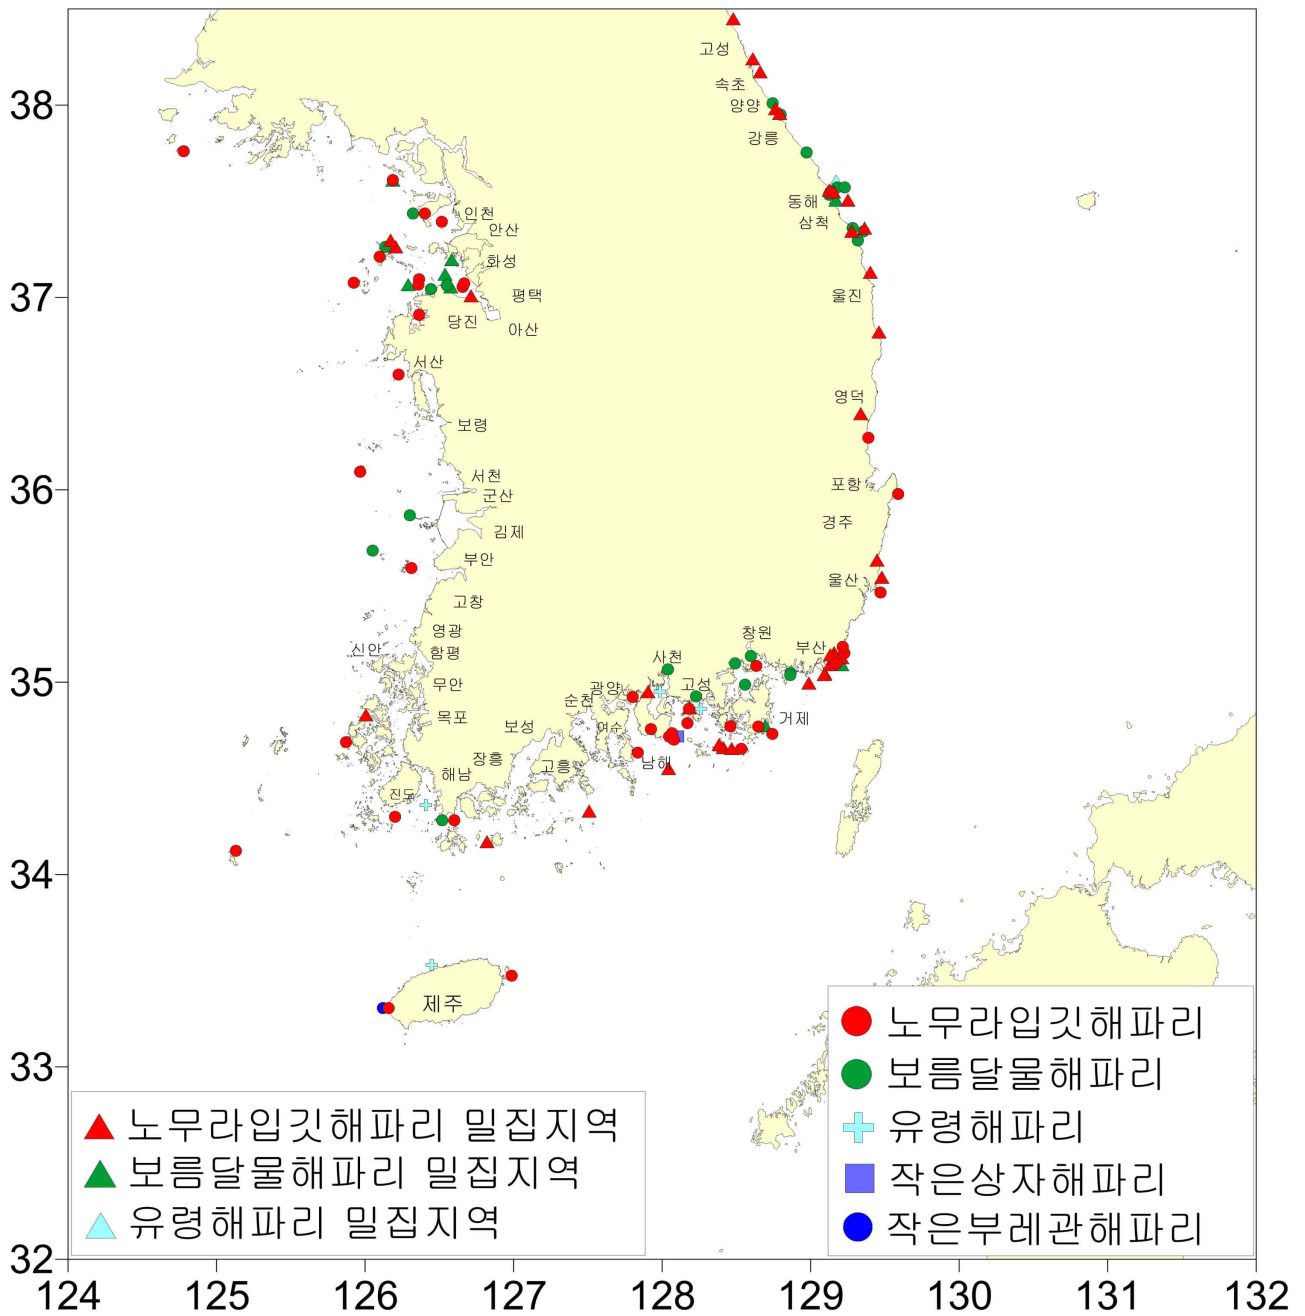 38
37
36
35
34
33
32
124
125
126
127
128
129
130
131
132
고성
속초
양양
강릉
동해
삼척
울진
영덕
포항
경주
울산
부산
창원
거제
고성
사천
남해
광양
순천
여수
고흥
보성
장흥
해남
진도
목포
무안
신안
함평
영광
고창
부안
김제
군산
서천
보령
서산
당진
아산
평택
화성
안산
인천
제주
노무라입깃해파리 밀집지역
보름달물해파리 밀집지역
유령해파리 밀집지역
노무라입깃해파리
보름달물해파리
유령해파리
작은상자해파리
작은부레관해파리